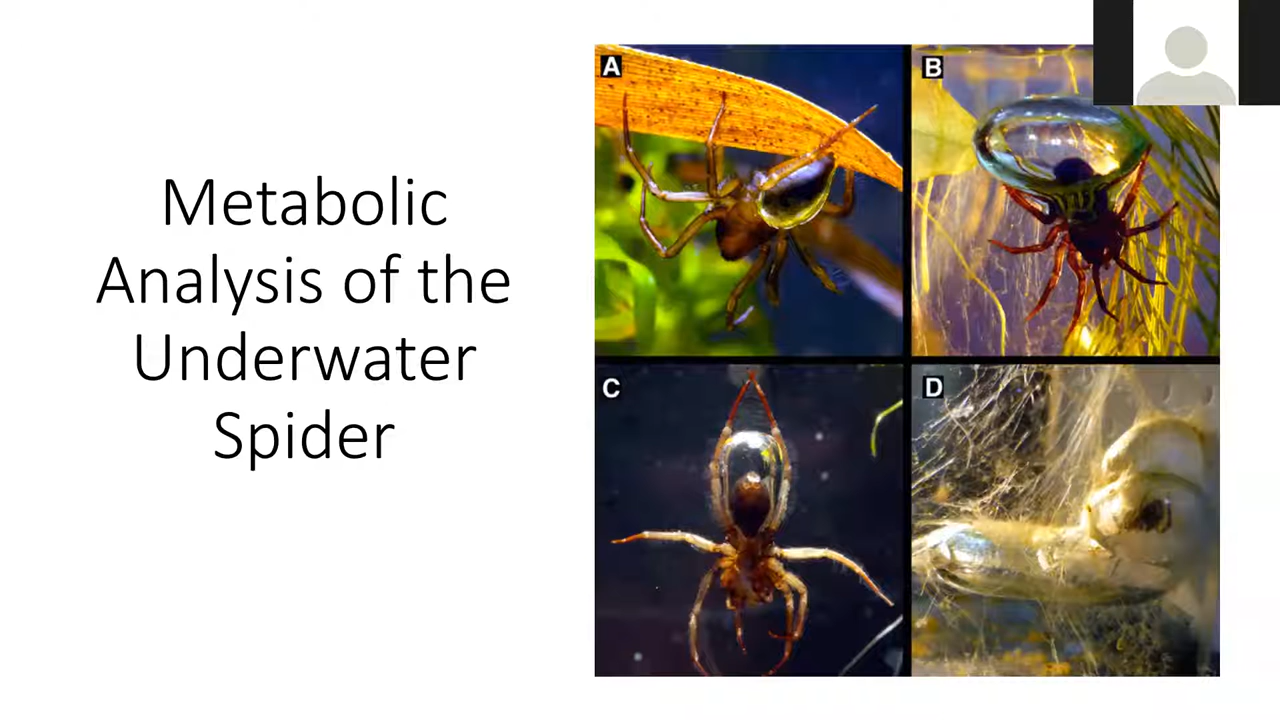 Metabolic
Analysis of the
Underwater
Spider
A
B
C
D